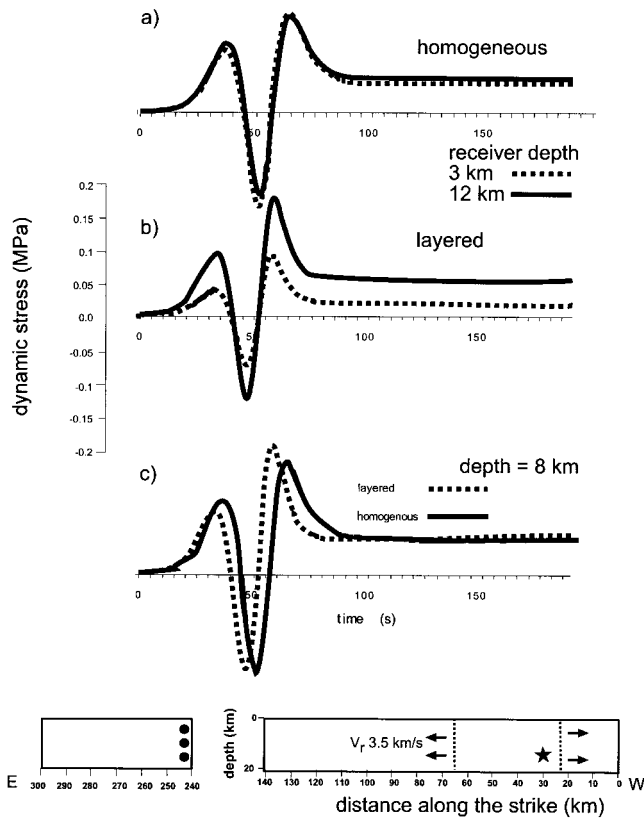 a)
homogeneous
0 50 100 150
receiver depth
3 km
12 km
dynamic stress (MPa)
0.2
0.15
0.1
0.05
0.0
-0.05
-0.1
-0.15
-0.2
b)
layered
0 50 100 150
c)
depth = 8 km
layered
homogenous
0 50 100 150
time (s)
E
300 290 280 270 260 250 240
depth (km)
0
20
Vr 3.5 km/s
W
140 130 120 110 100 90 80 70 60 50 40 30 20 10 0
distance along the strike (km)